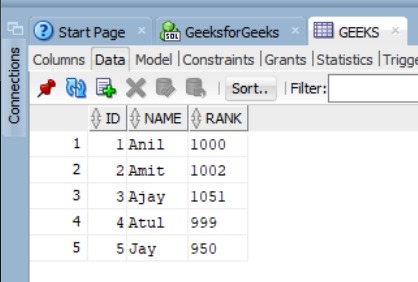 Start Page GeeksforGeeks GEEKS
Connections
Columns Data Model Constraints Grants Statistics Trigge
Sort.. Filter:
ID NAME RANK
1 1 Anil 1000
2 2 Amit 1002
3 3 Ajay 1051
4 4 Atul 999
5 5 Jay 950